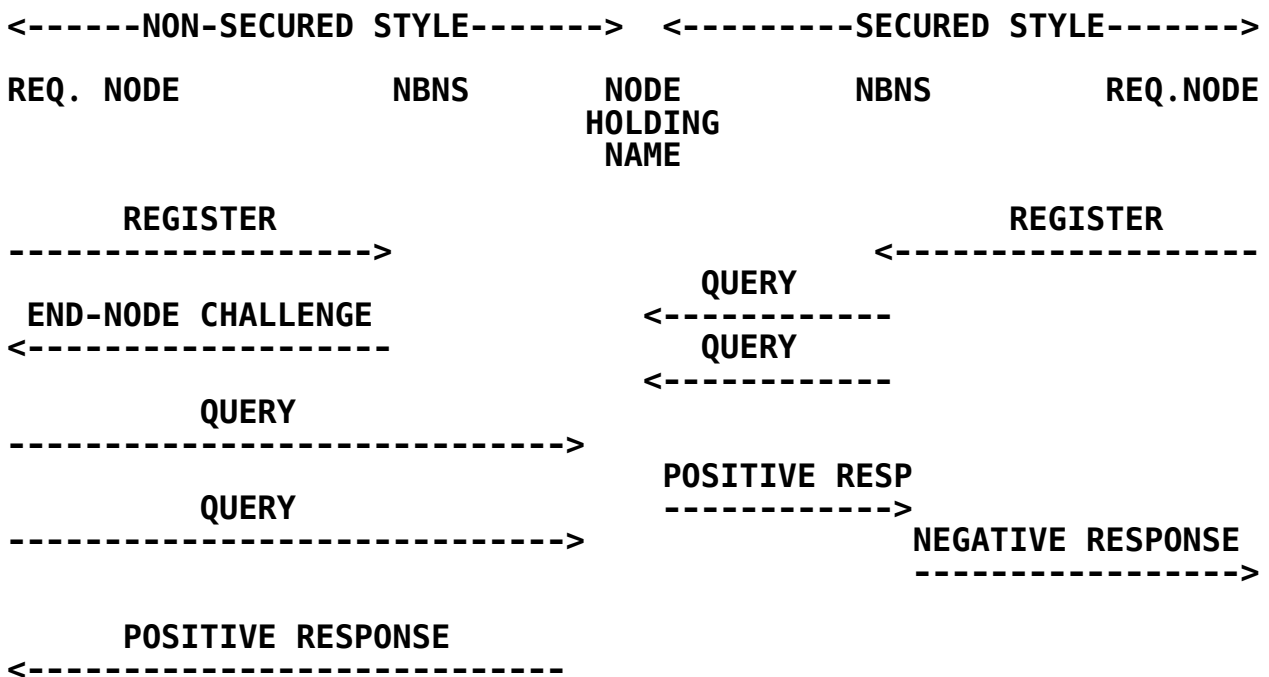 <------NON-SECURED STYLE-------> <---------SECURED STYLE------->
REQ. NODE NBNS NODE NBNS REQ.NODE
HOLDING
NAME
REGISTER REGISTER
-------------------> <-------------------
QUERY
END-NODE CHALLENGE <------------
<------------------- QUERY
<------------
QUERY
----------------------------->
POSITIVE RESP
QUERY ------------>
-----------------------------> NEGATIVE RESPONSE
----------------->
POSITIVE RESPONSE
<----------------------------